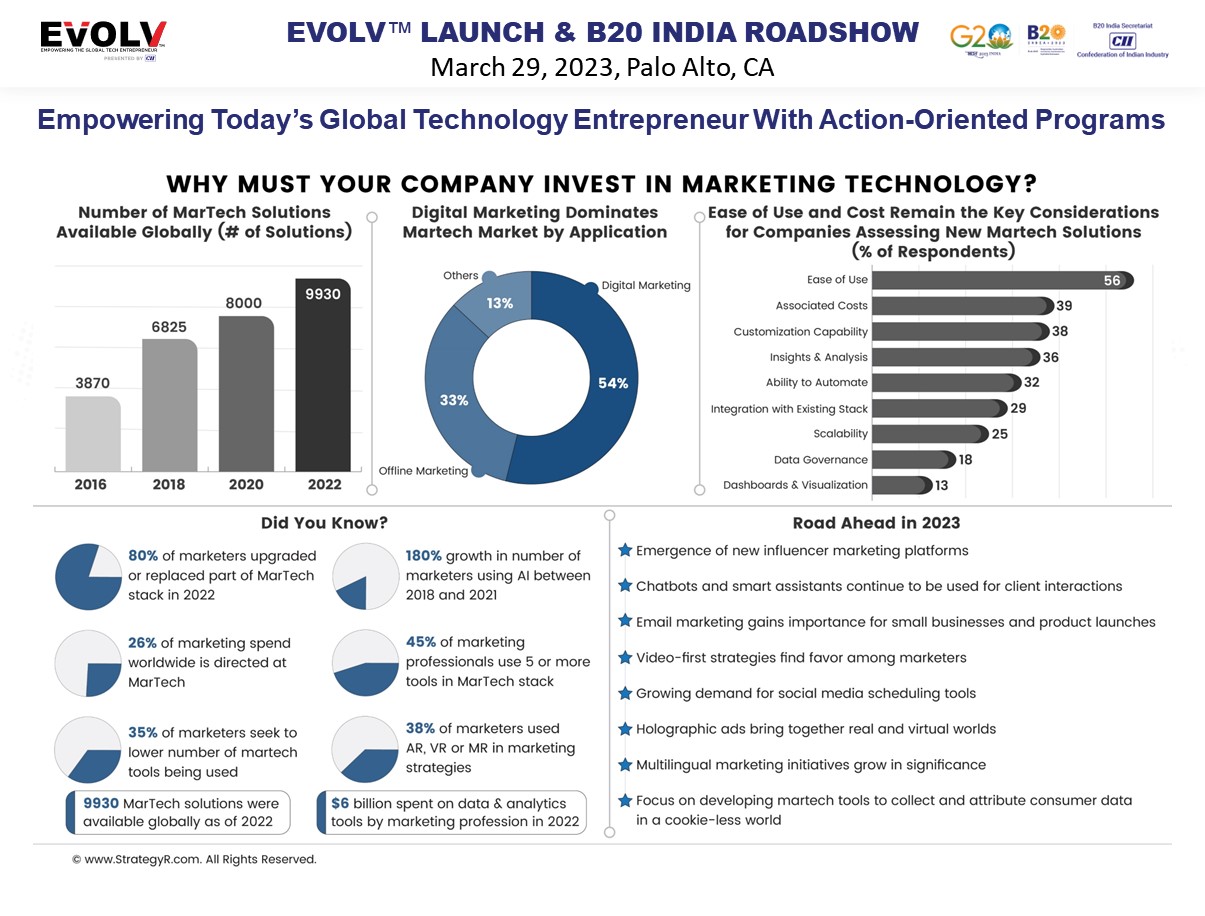 EVOLV™
EMPOWERING THE GLOBAL TECH ENTREPRENEUR
PRESENTED BY CII
EVOLV™ LAUNCH & B20 INDIA ROADSHOW
March 29, 2023, Palo Alto, CA
G20
B20
B20 India Secretariat
CII
Confederation of Indian Industry
Empowering Today’s Global Technology Entrepreneur With Action-Oriented Programs
WHY MUST YOUR COMPANY INVEST IN MARKETING TECHNOLOGY?
Number of MarTech Solutions
Available Globally (# of Solutions)
3870
6825
8000
9930
2016
2018
2020
2022
Digital Marketing Dominates
Martech Market by Application
Others
Digital Marketing
13%
54%
33%
Offline Marketing
Ease of Use and Cost Remain the Key Considerations
for Companies Assessing New Martech Solutions
(% of Respondents)
Ease of Use 56
Associated Costs 39
Customization Capability 38
Insights & Analysis 36
Ability to Automate 32
Integration with Existing Stack 29
Scalability 25
Data Governance 18
Dashboards & Visualization 13
Did You Know?
80% of marketers upgraded
or replaced part of MarTech
stack in 2022
180% growth in number of
marketers using AI between
2018 and 2021
26% of marketing spend
worldwide is directed at
MarTech
45% of marketing
professionals use 5 or more
tools in MarTech stack
35% of marketers seek to
lower number of martech
tools being used
38% of marketers used
AR, VR or MR in marketing
strategies
9930 MarTech solutions were
available globally as of 2022
$6 billion spent on data & analytics
tools by marketing profession in 2022
Road Ahead in 2023
Emergence of new influencer marketing platforms
Chatbots and smart assistants continue to be used for client interactions
Email marketing gains importance for small businesses and product launches
Video-first strategies find favor among marketers
Growing demand for social media scheduling tools
Holographic ads bring together real and virtual worlds
Multilingual marketing initiatives grow in significance
Focus on developing martech tools to collect and attribute consumer data
in a cookie-less world
© www.StrategyR.com. All Rights Reserved.